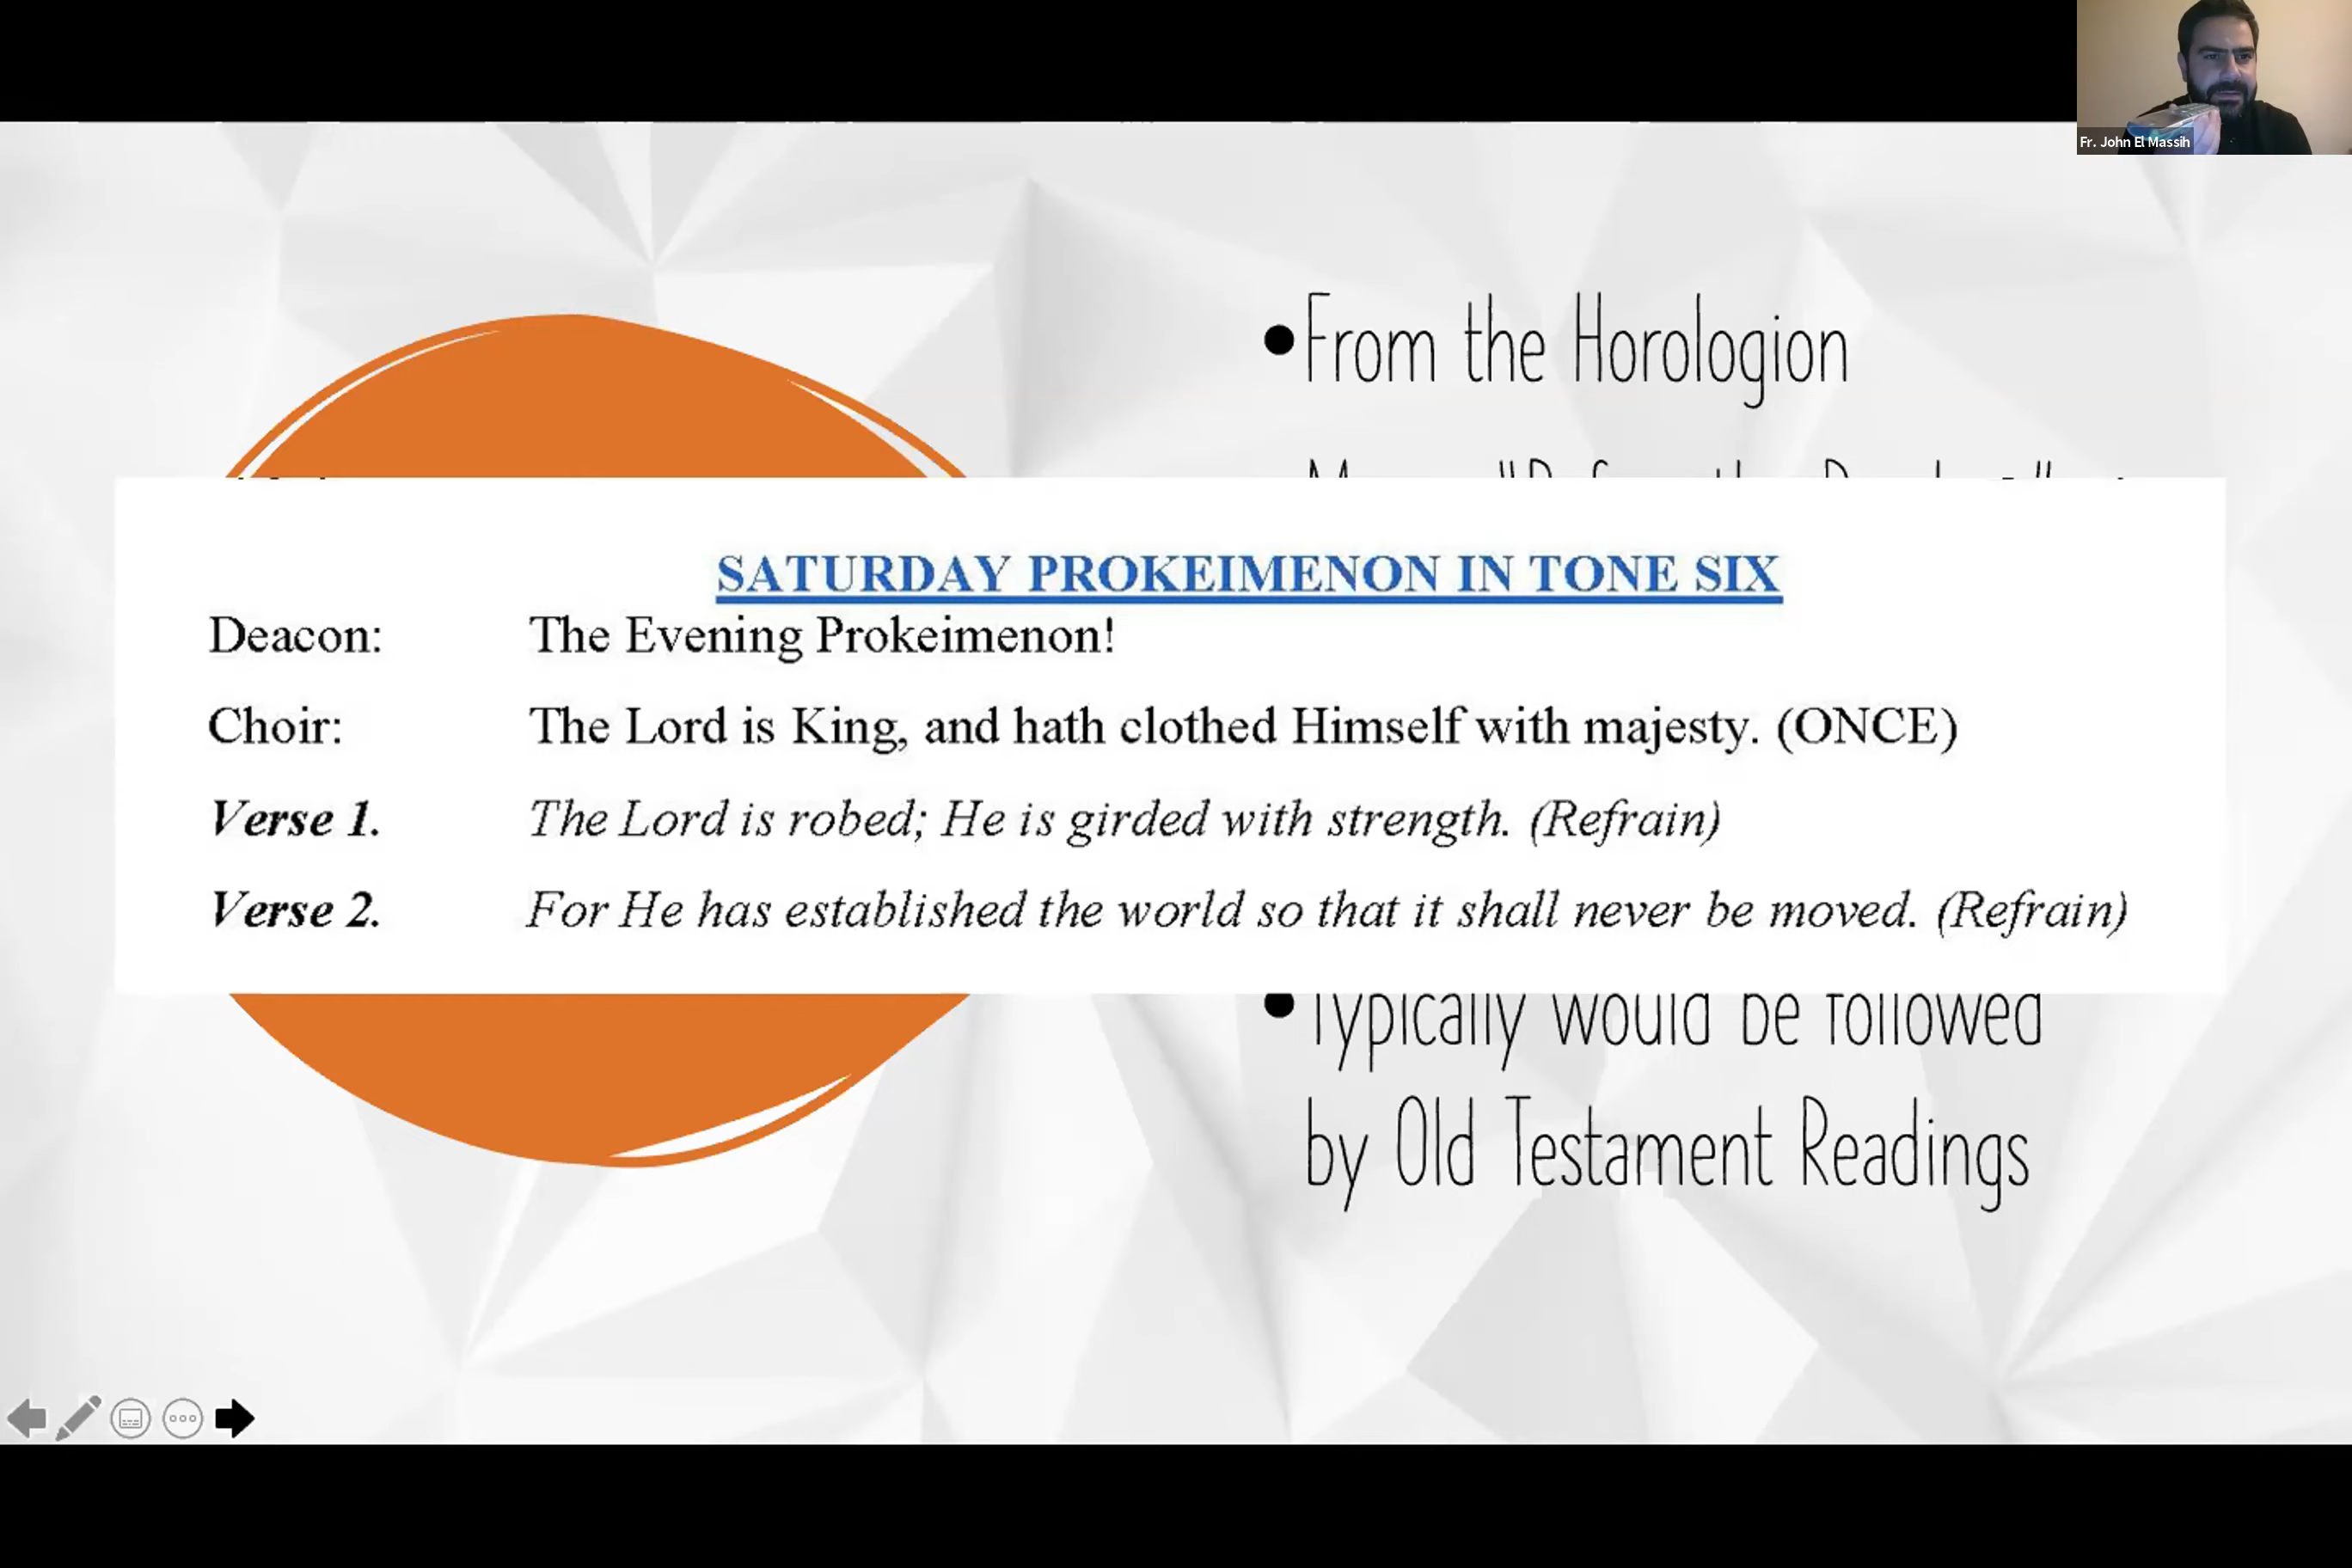 Fr. John El Massih
•From the Horologion
SATURDAY PROKEIMENON IN TONE SIX
Deacon: The Evening Prokeimenon!
Choir: The Lord is King, and hath clothed Himself with majesty. (ONCE)
Verse 1. The Lord is robed; He is girded with strength. (Refrain)
Verse 2. For He has established the world so that it shall never be moved. (Refrain)
•Typically would be followed
by Old Testament Readings